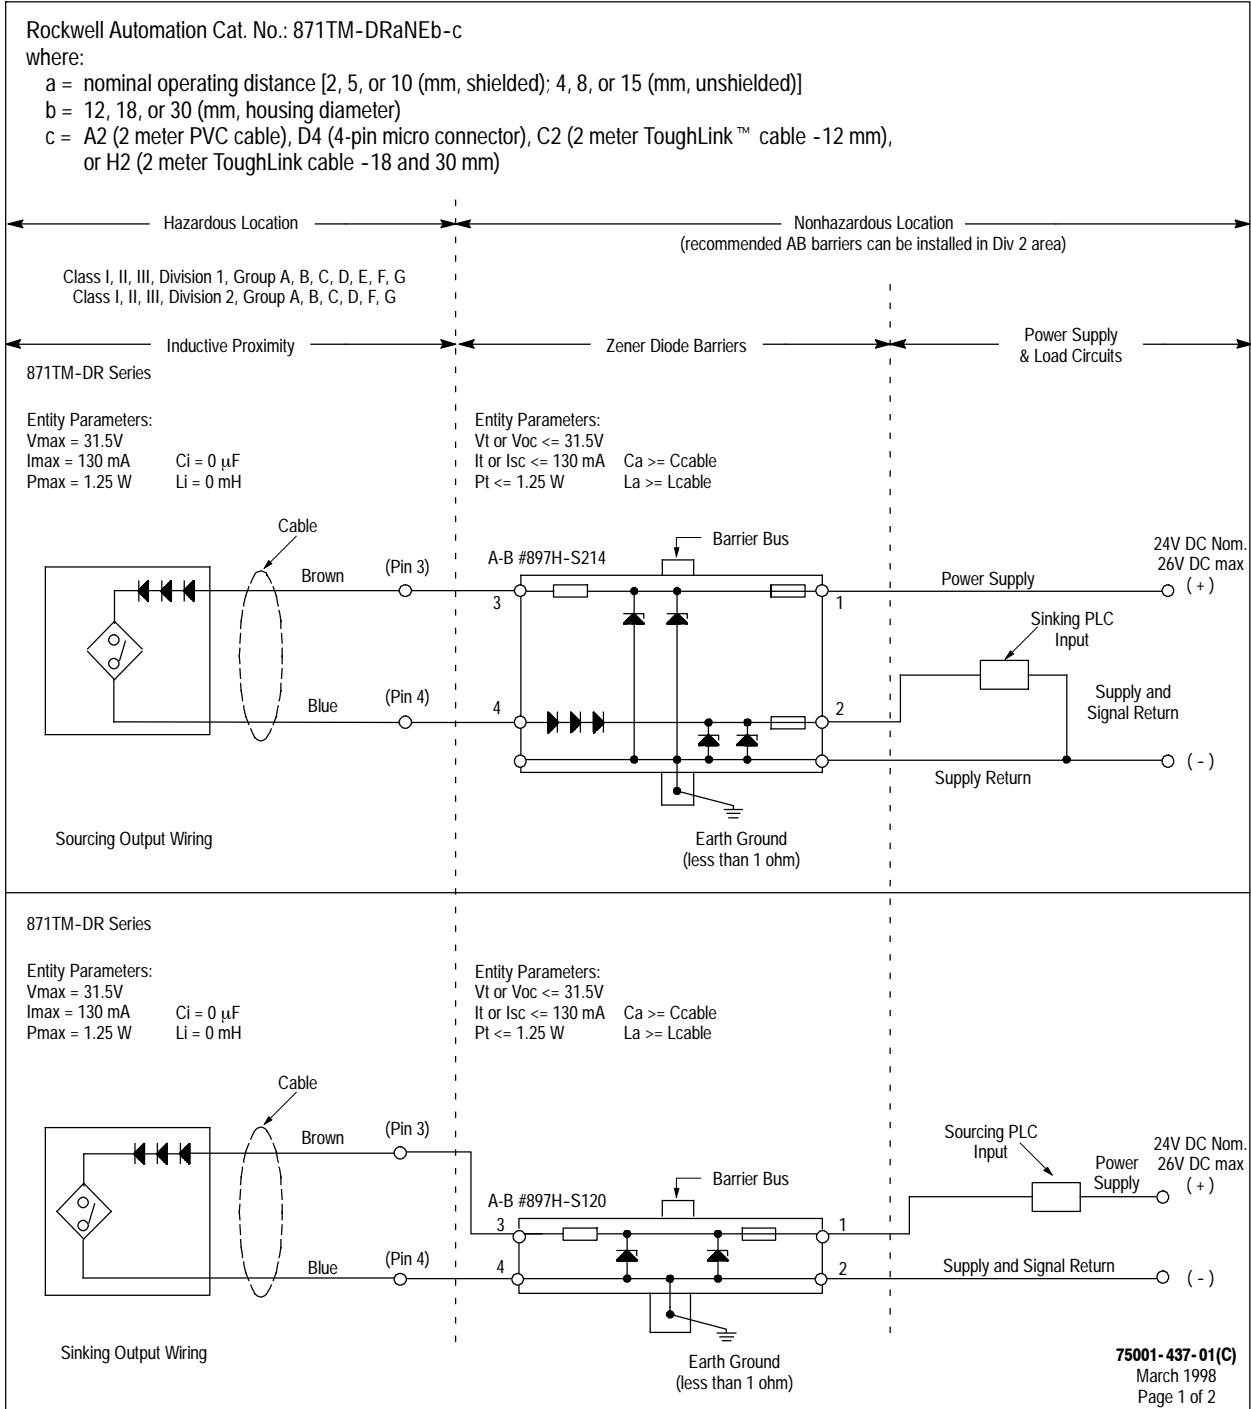 Rockwell Automation Cat. No.: 871TM-DRaNEb-c
where:
a = nominal operating distance [2, 5, or 10 (mm, shielded); 4, 8, or 15 (mm, unshielded)]
b = 12, 18, or 30 (mm, housing diameter)
c = A2 (2 meter PVC cable), D4 (4-pin micro connector), C2 (2 meter ToughLink™ cable -12 mm),
or H2 (2 meter ToughLink cable -18 and 30 mm)
Hazardous Location
Nonhazardous Location
(recommended AB barriers can be installed in Div 2 area)
Class I, II, III, Division 1, Group A, B, C, D, E, F, G
Class I, II, III, Division 2, Group A, B, C, D, F, G
Inductive Proximity
Zener Diode Barriers
Power Supply
& Load Circuits
871TM-DR Series
Entity Parameters:
Vmax = 31.5V
Imax = 130 mA Ci = 0 μF
Pmax = 1.25 W Li = 0 mH
Entity Parameters:
Vt or Voc <= 31.5V
It or Isc <= 130 mA Ca >= Ccable
Pt <= 1.25 W La >= Lcable
Cable
Brown
(Pin 3)
Blue
(Pin 4)
A-B #897H-S214
Barrier Bus
3
1
4
2
Power Supply
24V DC Nom.
26V DC max
(+)
Sinking PLC
Input
Supply and
Signal Return
Supply Return
(-)
Sourcing Output Wiring
Earth Ground
(less than 1 ohm)
871TM-DR Series
Entity Parameters:
Vmax = 31.5V
Imax = 130 mA Ci = 0 μF
Pmax = 1.25 W Li = 0 mH
Entity Parameters:
Vt or Voc <= 31.5V
It or Isc <= 130 mA Ca >= Ccable
Pt <= 1.25 W La >= Lcable
Cable
Brown
(Pin 3)
Blue
(Pin 4)
A-B #897H-S120
Barrier Bus
3
1
4
2
Sourcing PLC
Input
Power
Supply
24V DC Nom.
26V DC max
(+)
Supply and Signal Return
(-)
Sinking Output Wiring
Earth Ground
(less than 1 ohm)
75001-437-01(C)
March 1998
Page 1 of 2